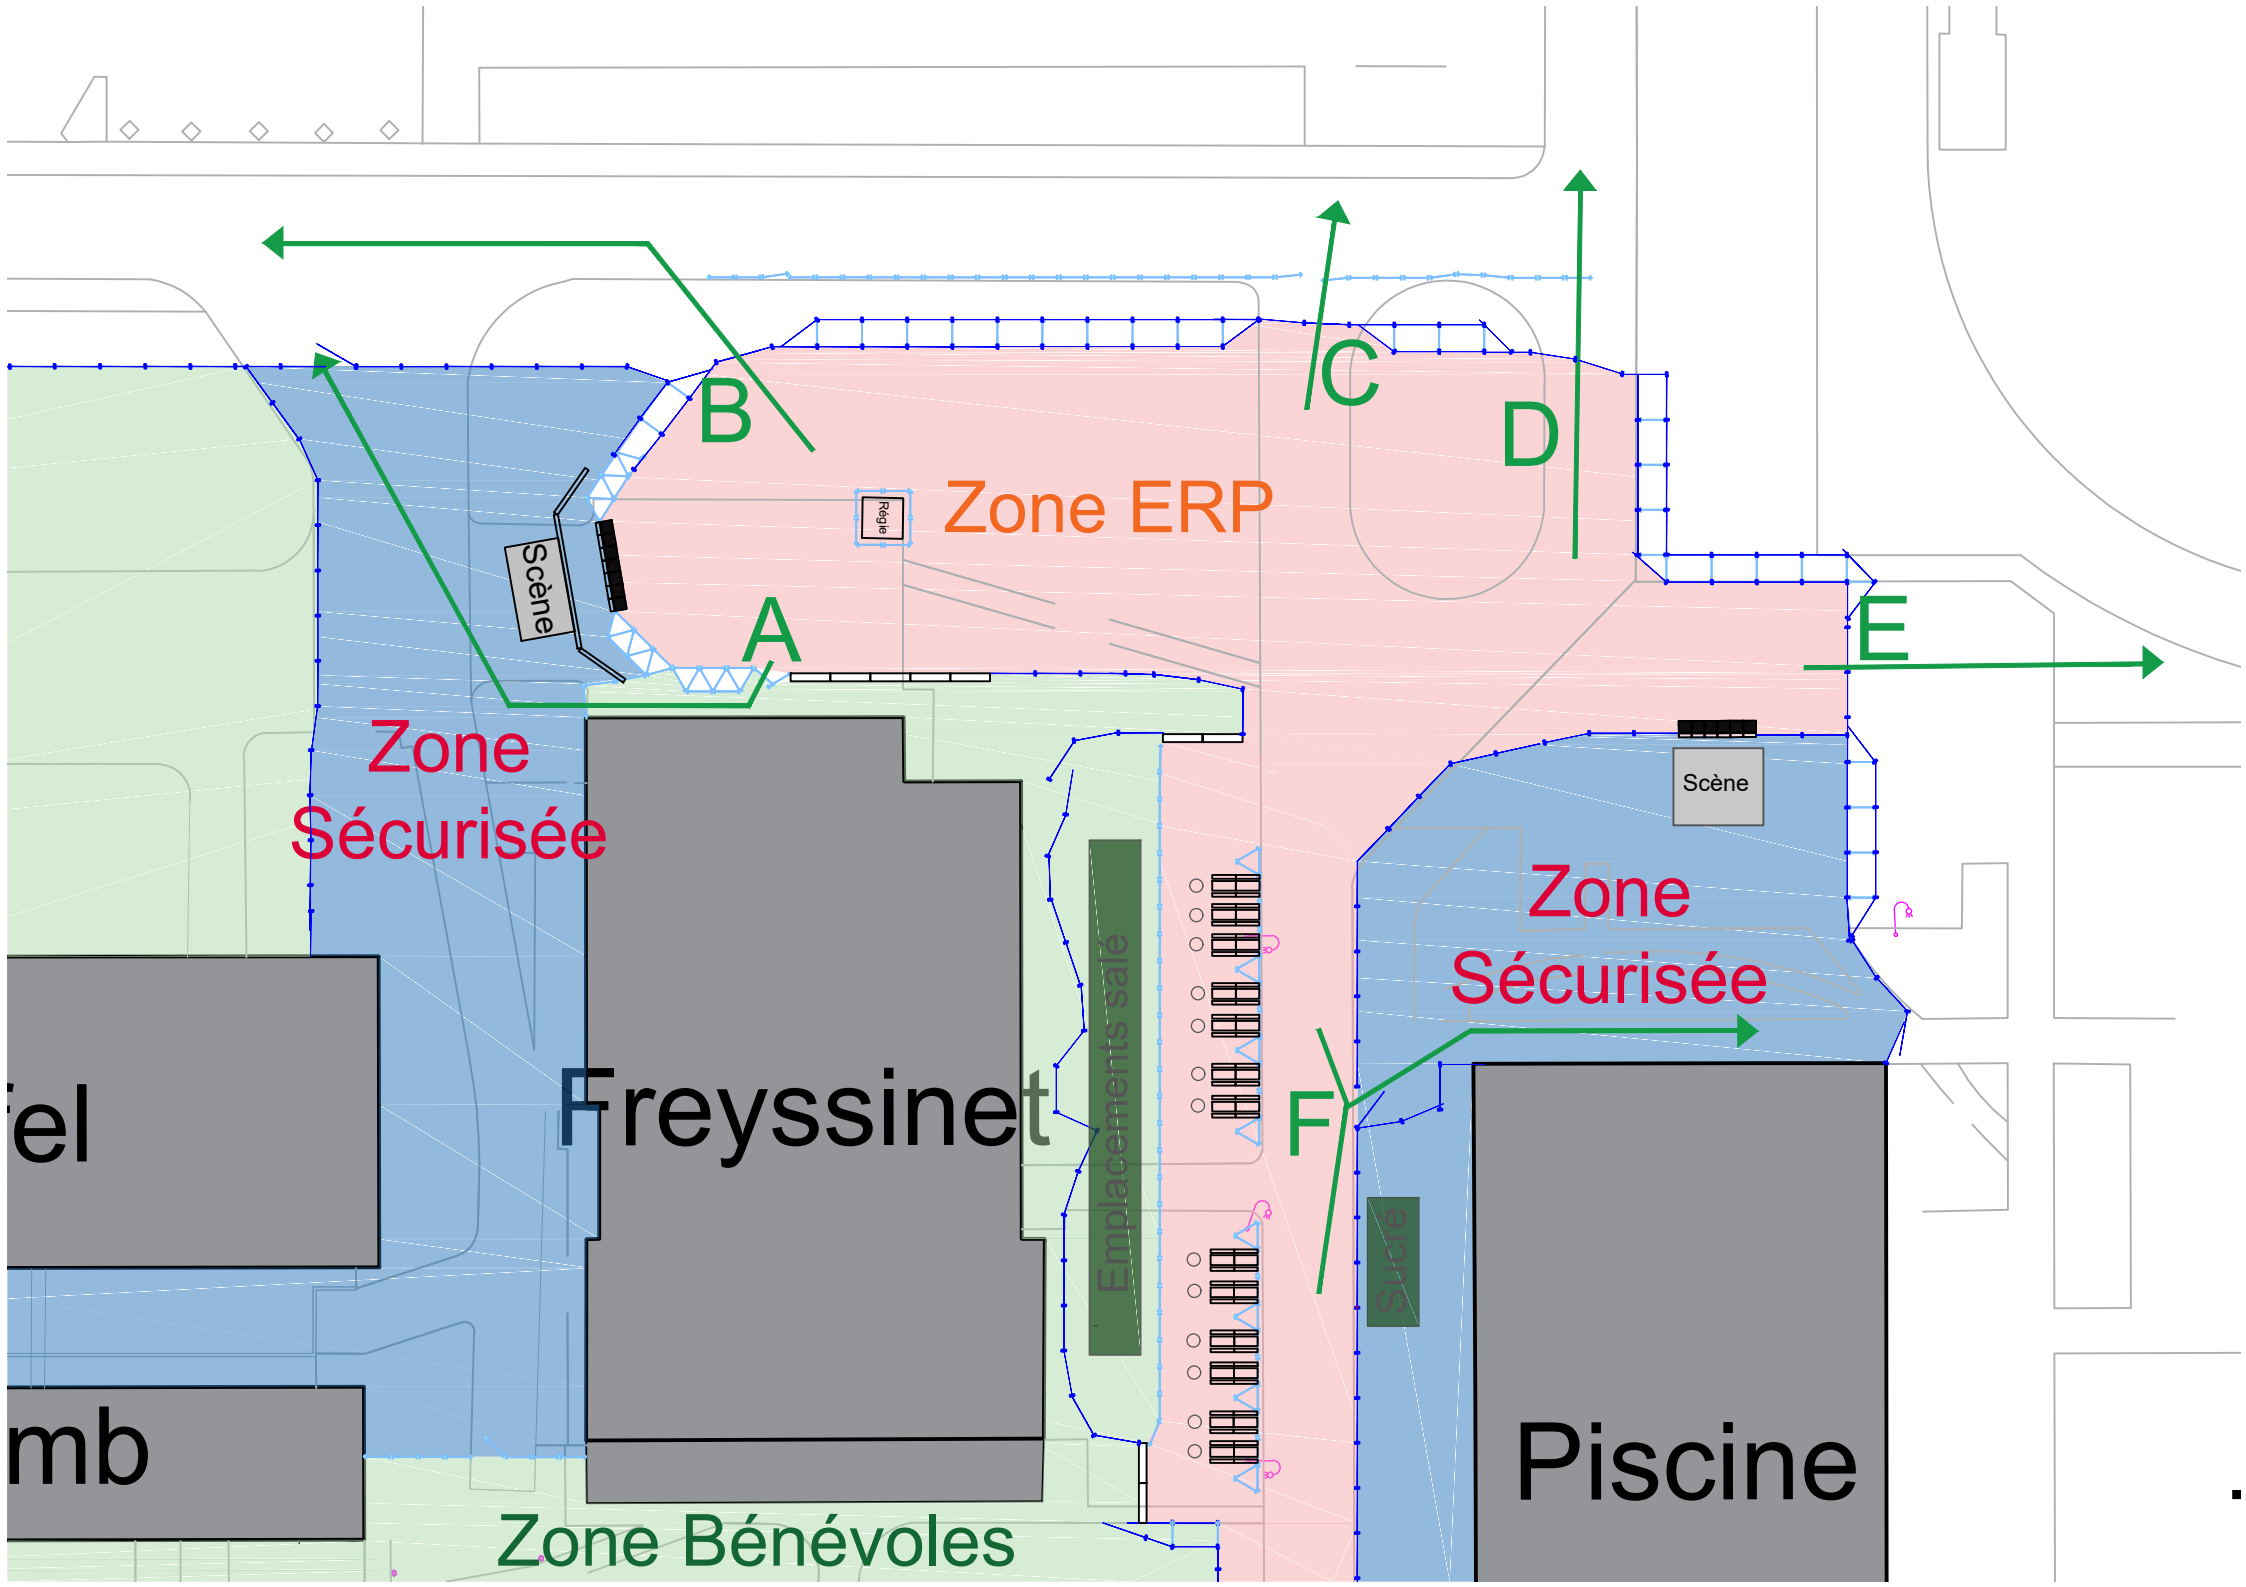 B
C
D
Régie
Zone ERP
Scène
A
E
Zone
Sécurisée
Scène
Zone
Sécurisée
Emplacements salé
Freyssinet
fel
F
Sucré
mb
Piscine
Zone Bénévoles